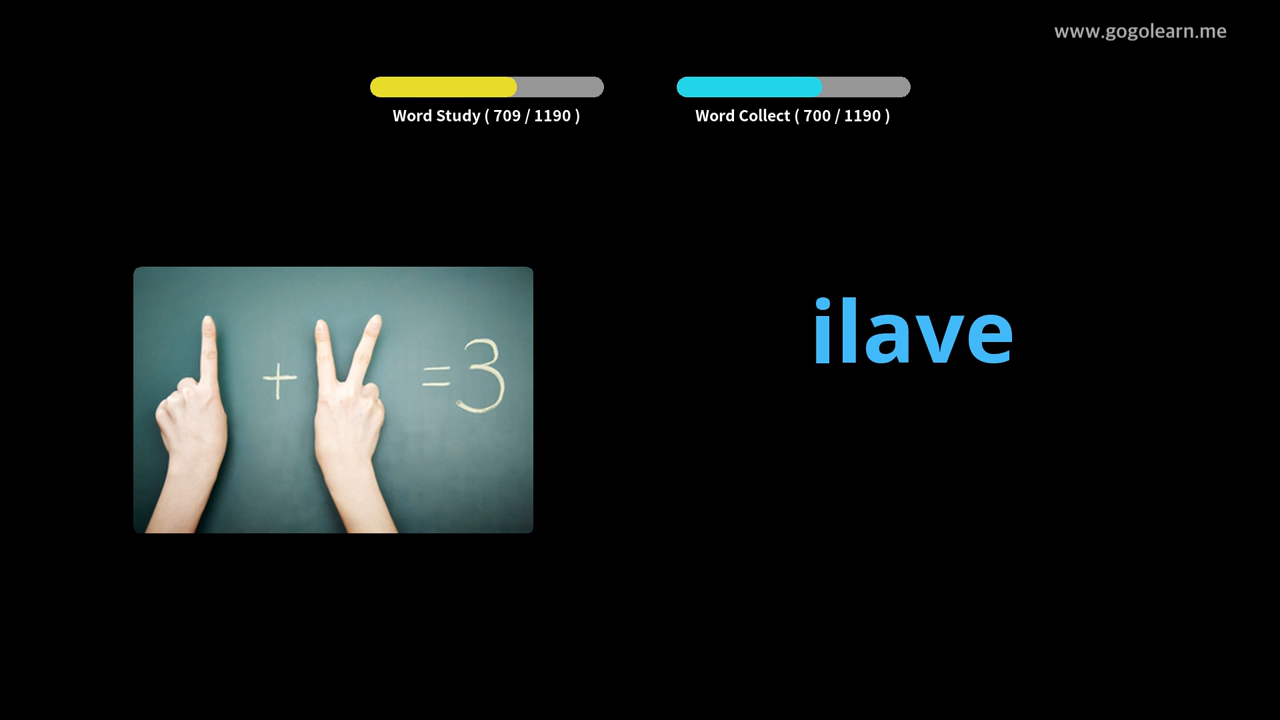 www.gogolearn.me
Word Study ( 709 / 1190 )
Word Collect ( 700 / 1190 )
ilave
+ = 3